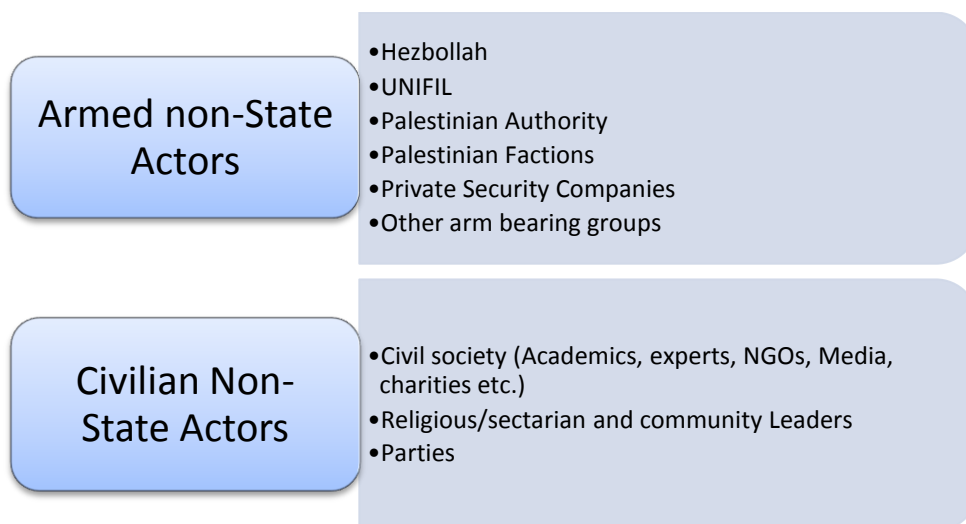 Armed non-State
Actors
•Hezbollah
•UNIFIL
•Palestinian Authority
•Palestinian Factions
•Private Security Companies
•Other arm bearing groups
Civilian Non-
State Actors
•Civil society (Academics, experts, NGOs, Media,
charities etc.)
•Religious/sectarian and community Leaders
•Parties